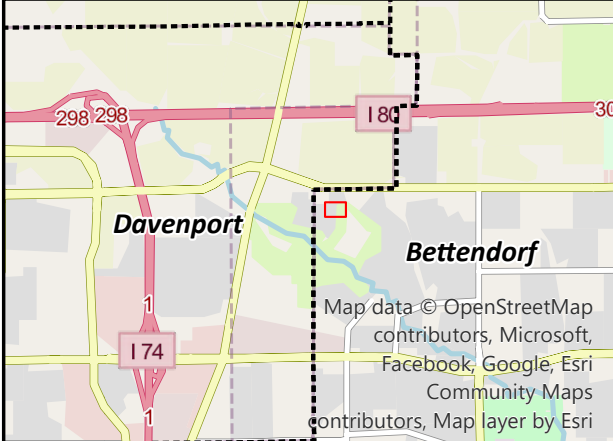 298 298
I 80
30
Davenport
Bettendorf
1
I 74
1
Map data © OpenStreetMap
contributors, Microsoft,
Facebook, Google, Esri
Community Maps
contributors, Map layer by Esri